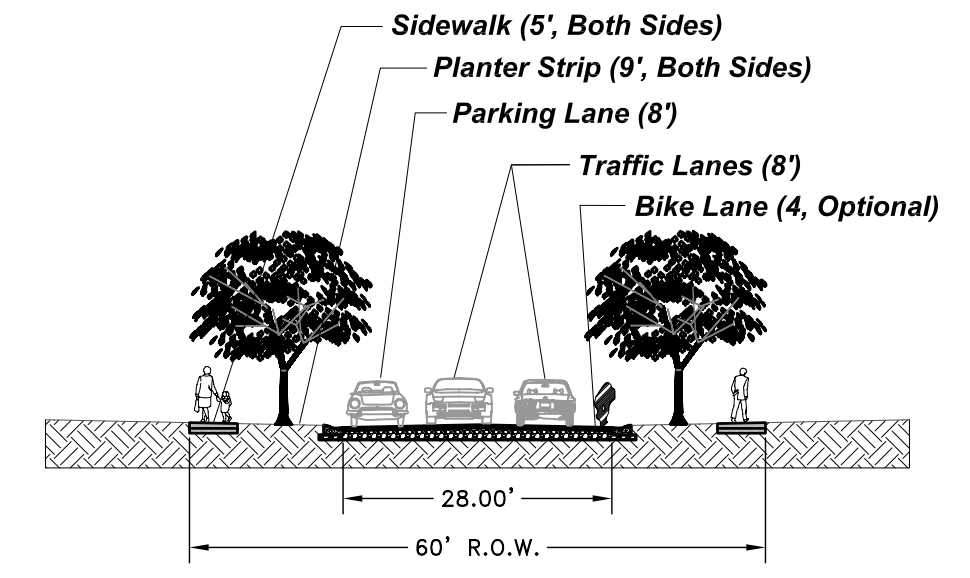 Sidewalk (5', Both Sides)
Planter Strip (9', Both Sides)
Parking Lane (8')
Traffic Lanes (8')
Bike Lane (4, Optional)
28.00'
60' R.O.W.